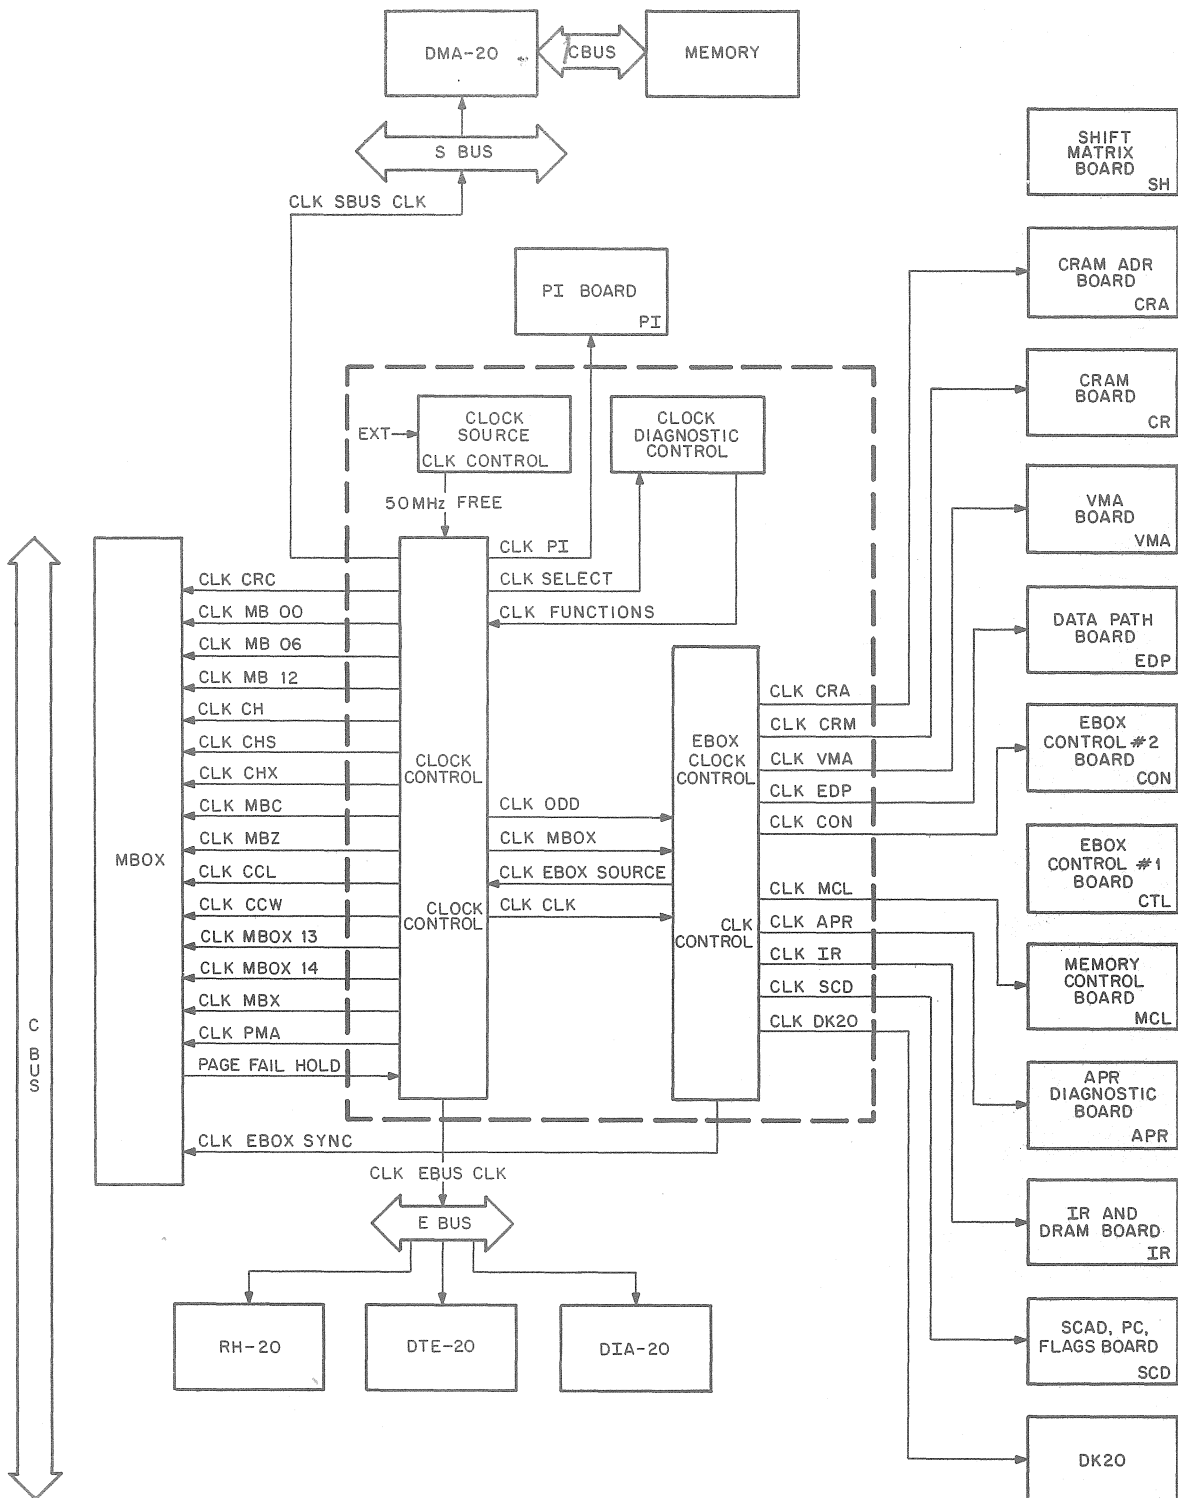 DMA-20
CBUS
MEMORY
S BUS
CLK SBUS CLK
SHIFT
MATRIX
BOARD
SH
PI BOARD
PI
CRAM ADR
BOARD
CRA
CRAM
BOARD
CR
EXT
CLOCK
SOURCE
CLK CONTROL
CLOCK
DIAGNOSTIC
CONTROL
50MHz FREE
VMA
BOARD
VMA
CLK PI
CLK SELECT
CLK FUNCTIONS
CLK CRC
CLK MB 00
CLK MB 06
CLK MB 12
CLK CH
CLK CHS
CLK CHX
CLK MBC
CLK MBZ
CLK CCL
CLK CCW
CLK MBOX 13
CLK MBOX 14
CLK MBX
CLK PMA
PAGE FAIL HOLD
CLK EBOX SYNC
C
BUS
MBOX
CLOCK
CONTROL
CLOCK
CONTROL
CLK ODD
CLK MBOX
CLK EBOX SOURCE
CLK CLK
EBOX
CLOCK
CONTROL
CLK
CONTROL
CLK CRA
CLK CRM
CLK VMA
CLK EDP
CLK CON
CLK MCL
CLK APR
CLK IR
CLK SCD
CLK DK20
DATA PATH
BOARD
EDP
EBOX
CONTROL #2
BOARD
CON
EBOX
CONTROL #1
BOARD
CTL
MEMORY
CONTROL
BOARD
MCL
APR
DIAGNOSTIC
BOARD
APR
IR AND
DRAM BOARD
IR
SCAD, PC,
FLAGS BOARD
SCD
DK20
CLK EBUS CLK
E BUS
RH-20
DTE-20
DIA-20